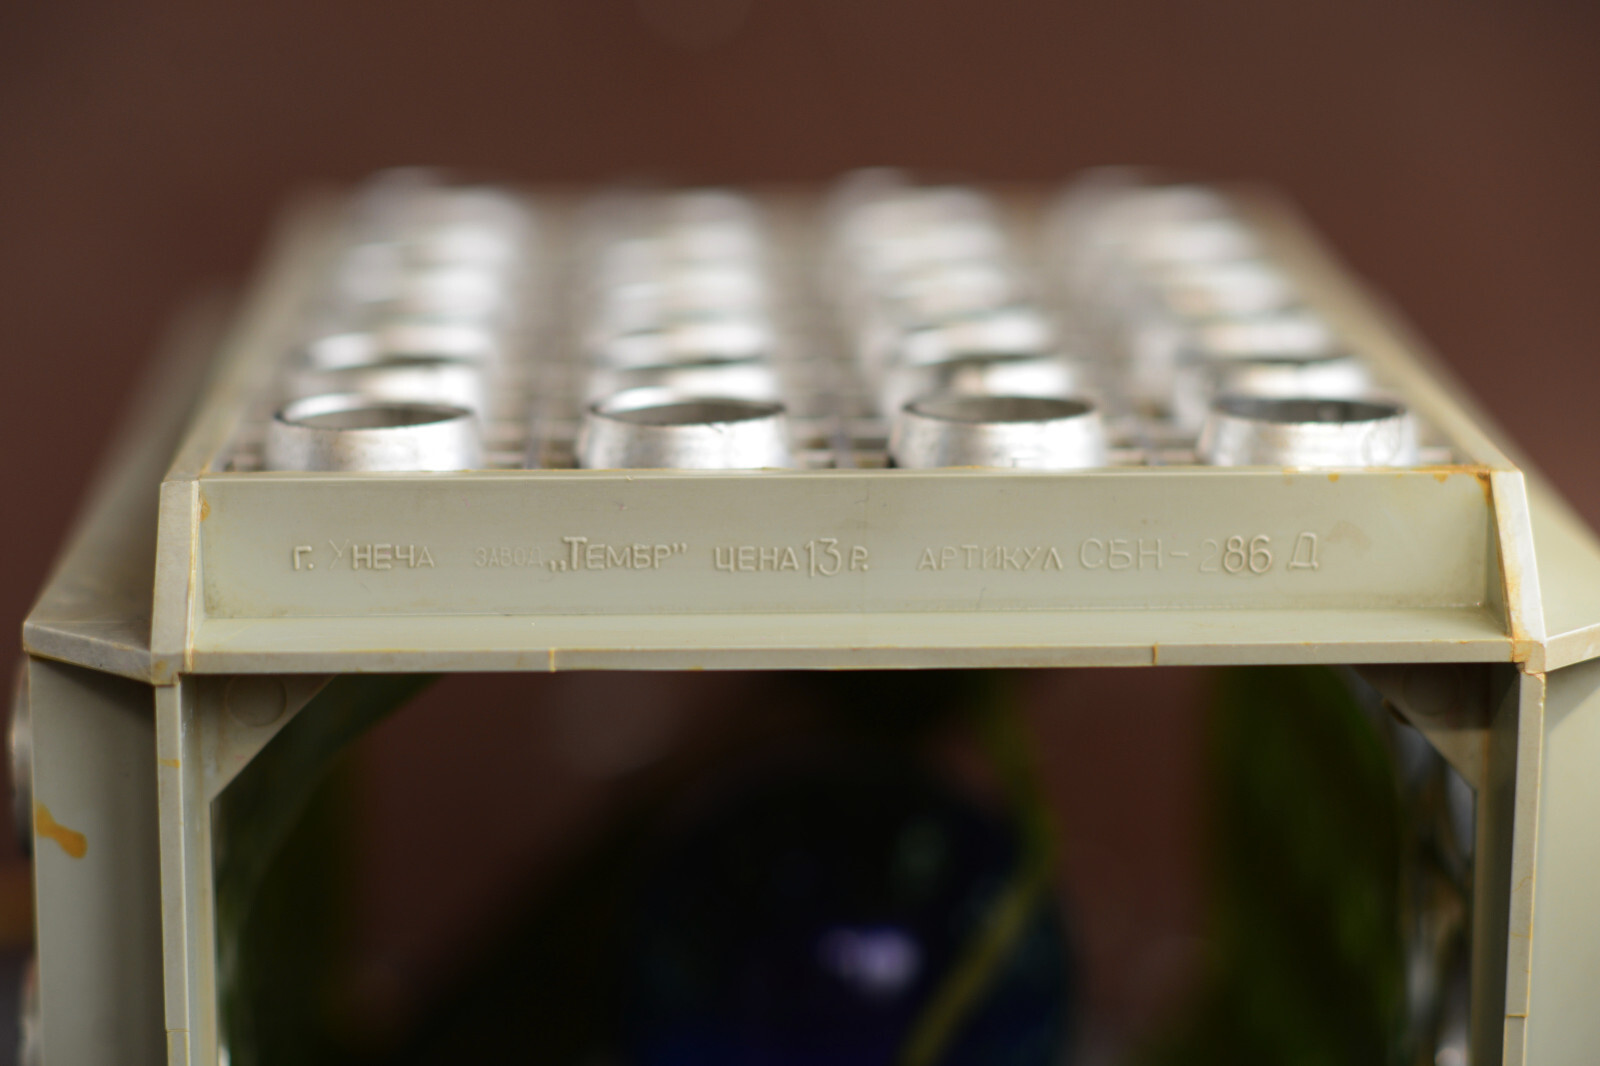 г. Унеча завод „Тембр” цена 13 р. артикул СБН-286 Д